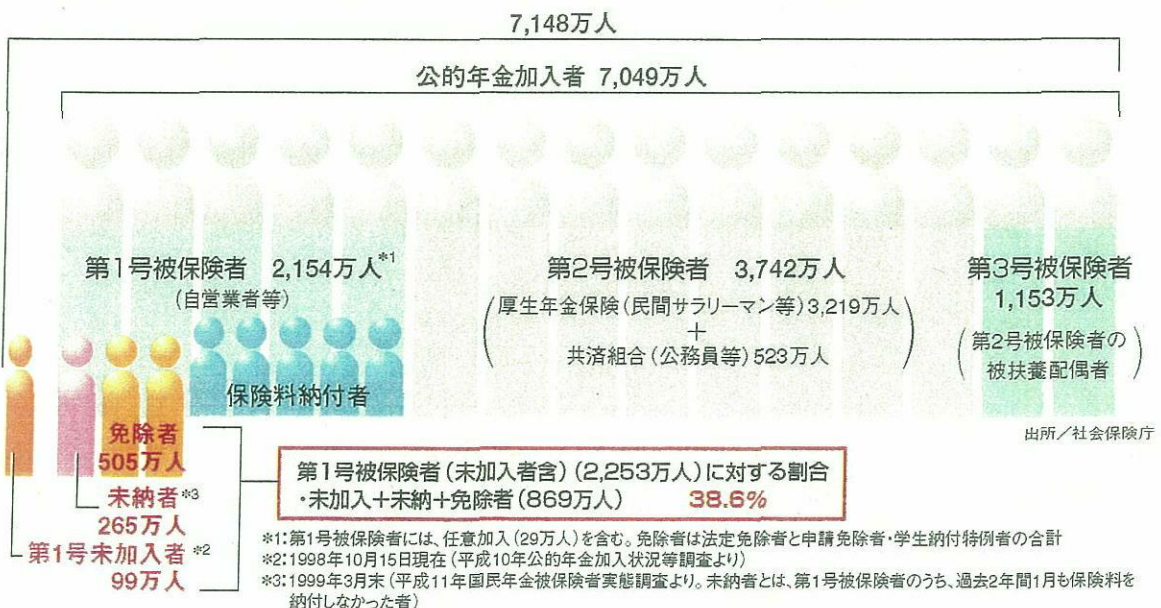 7,148万人
公的年金加入者 7,049万人
第1号被保険者 2,154万人*1
(自営業者等)
第2号被保険者 3,742万人
(厚生年金保険(民間サラリーマン等)3,219万人
+
共済組合(公務員等)523万人)
第3号被保険者
1,153万人
(第2号被保険者の
被扶養配偶者)
保険料納付者
免除者
505万人
未納者*3
265万人
第1号未加入者*2
99万人
出所/社会保険庁
第1号被保険者(未加入者含)(2,253万人)に対する割合
・未加入+未納+免除者(869万人) 38.6%
*1:第1号被保険者には、任意加入(29万人)を含む。免除者は法定免除者と申請免除者・学生納付特例者の合計
*2:1998年10月15日現在(平成10年公的年金加入状況等調査より)
*3:1999年3月末(平成11年国民年金被保険者実態調査より。未納者とは、第1号被保険者のうち、過去2年間1月も保険料を
納付しなかった者)